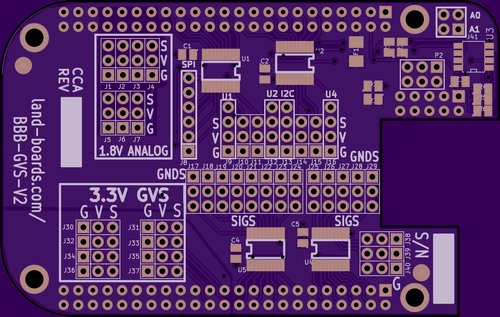 A0
A1
J41
U3
C1
U1
C2
F1
P2
SPI
S
V
G
J1 J2 J3 J4
S
V
G
J5 J6 J7
1.8V ANALOG
CCA
REV
land-boards.com/
BBB-GVS-V2
U1
U2 I2C
U4
S
V
G
J8
J9 J10 J11 J12 J13 J14 J15 J16
GNDS
GNDS
J17 J18 J19 J20 J21 J22 J23 J24 J25 J26 J27 J28 J29
SIGS
SIGS
3.3V GVS
G V S
G V S
J30
J32
J34
J36
J31
J33
J35
J37
C4
U5
C5
J38
J39
J40
G
S/N